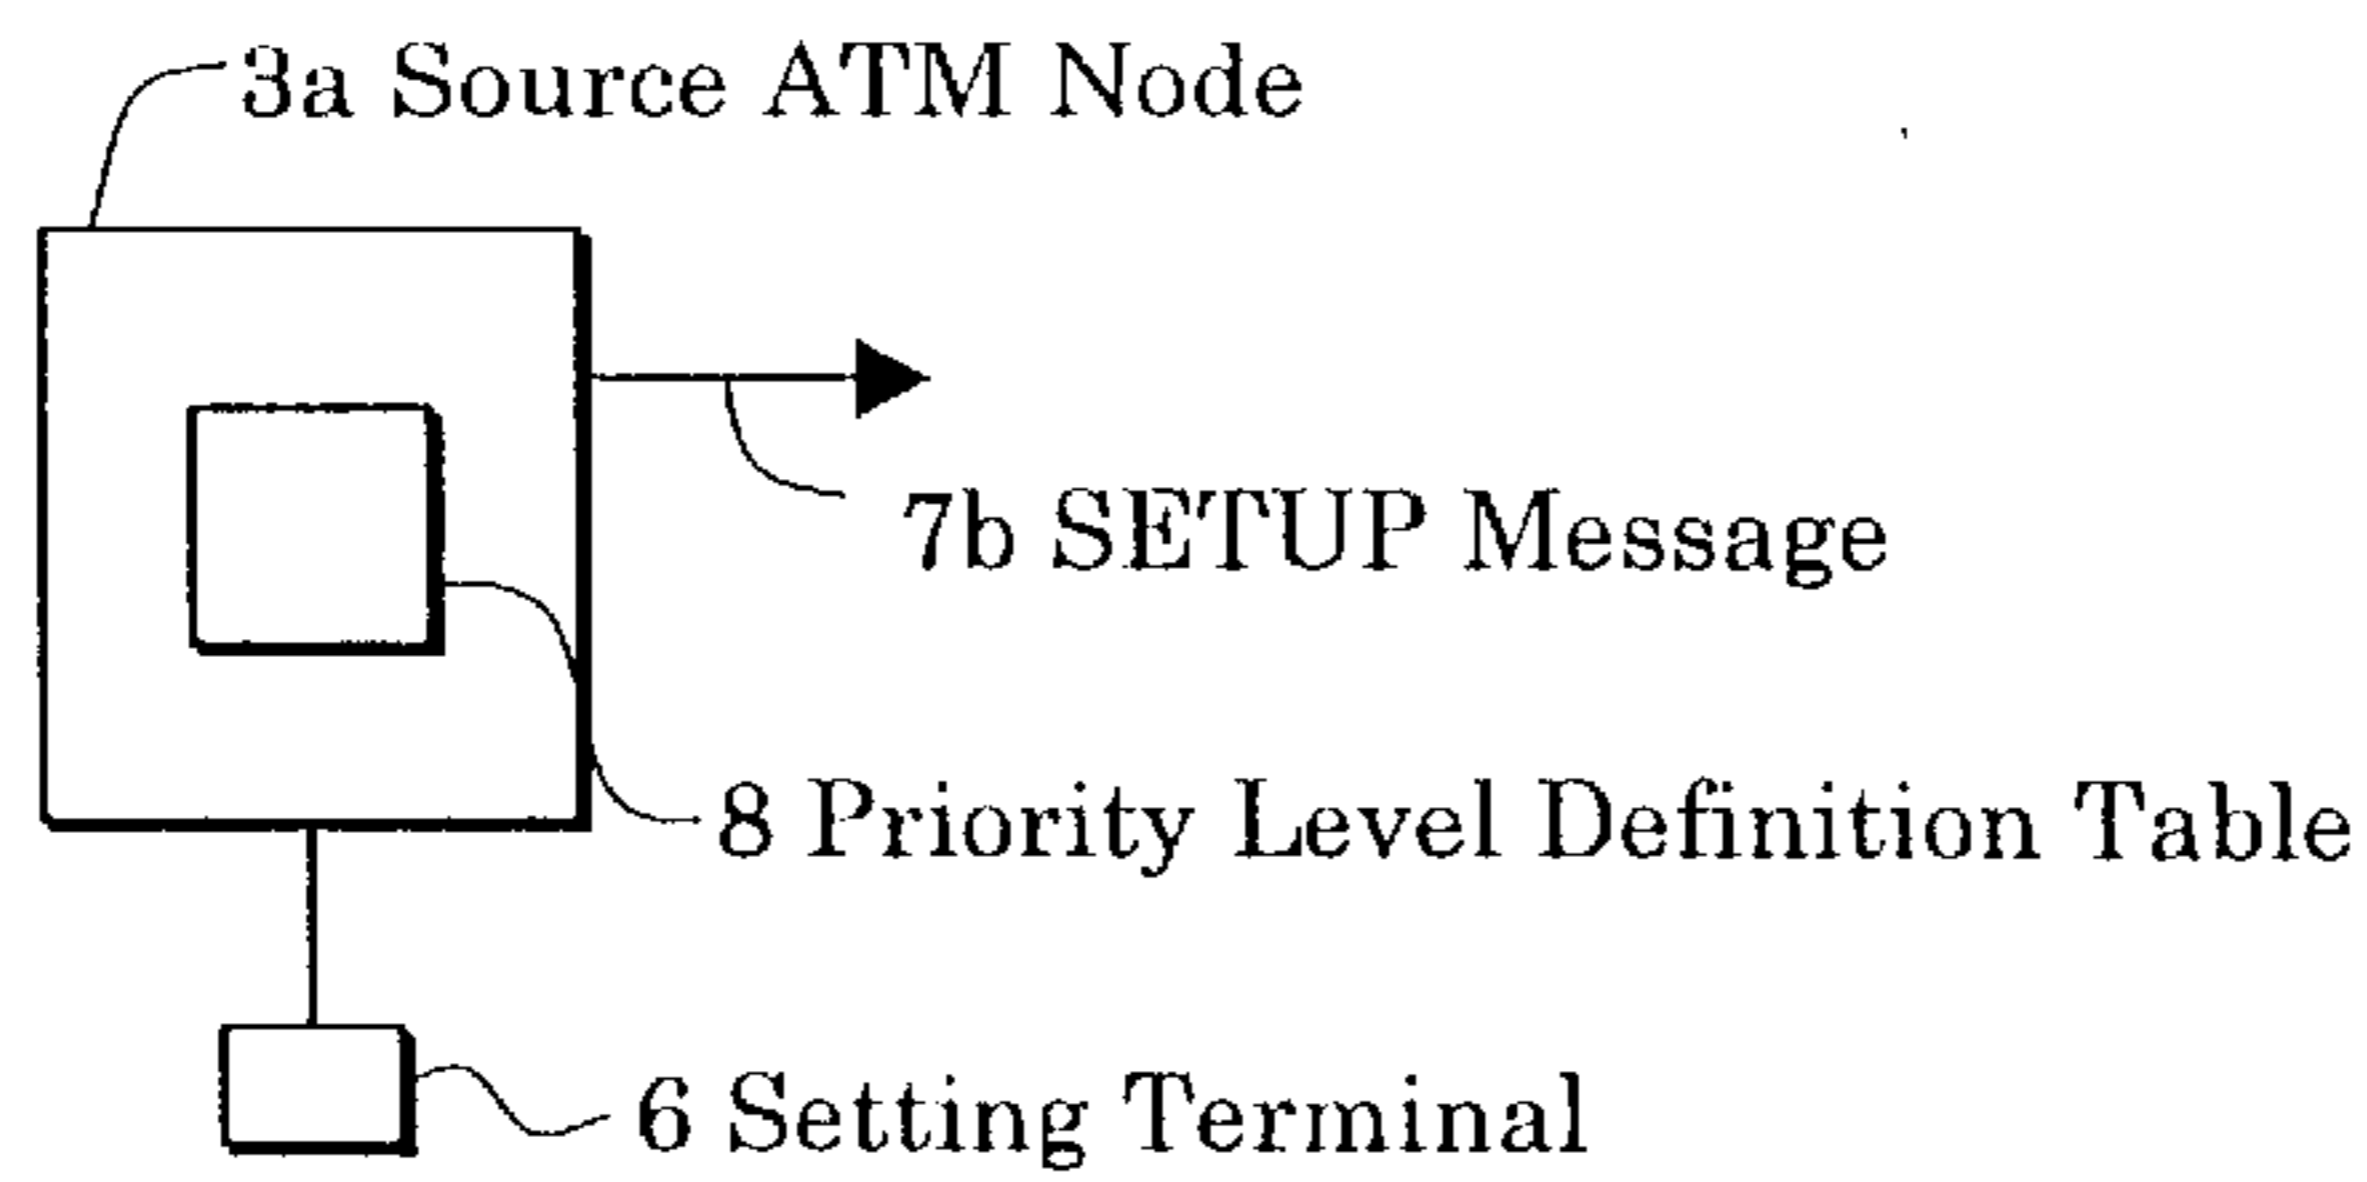 3a Source ATM Node
7b SETUP Message
8 Priority Level Definition Table
6 Setting Terminal